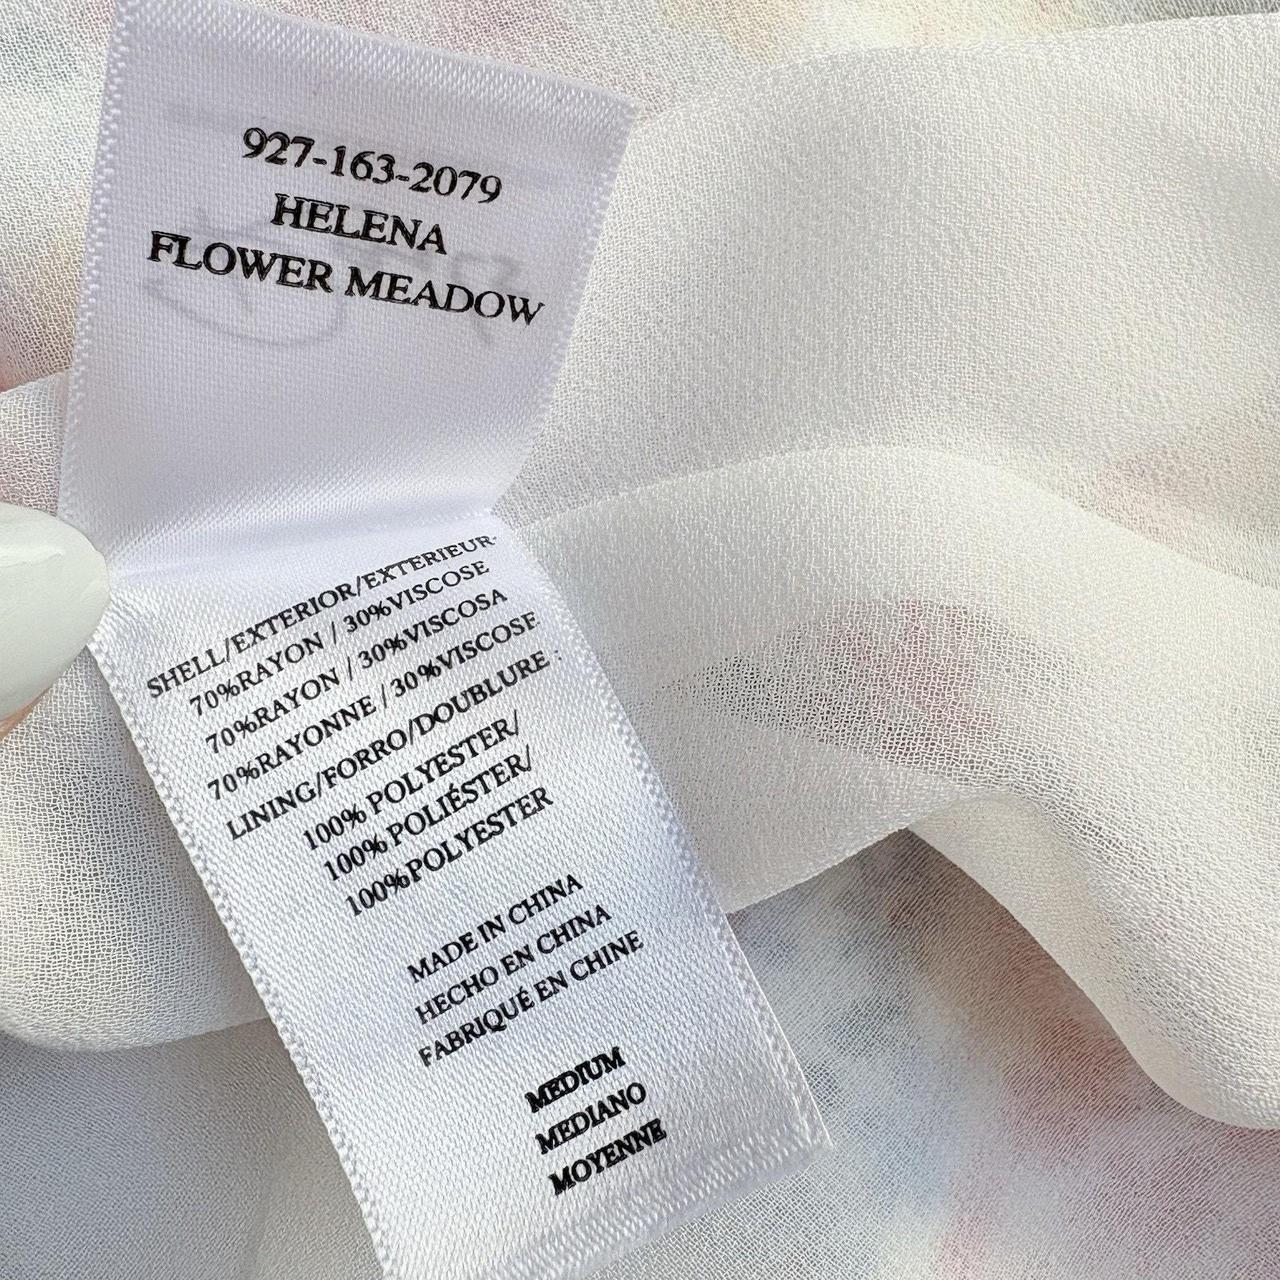 927-163-2079
HELENA
FLOWER MEADOW
SHELL/EXTERIOR/EXTERIEUR
70%RAYON / 30%VISCOSE
70%RAYON / 30%VISCOSA
70%RAYONNE / 30%VISCOSE
LINING/FORRO/DOUBLURE :
100% POLYESTER/
100% POLIÉSTER/
100%POLYESTER
MADE IN CHINA
HECHO EN CHINA
FABRIQUÉ EN CHINE
MEDIUM
MEDIANO
MOYENNE